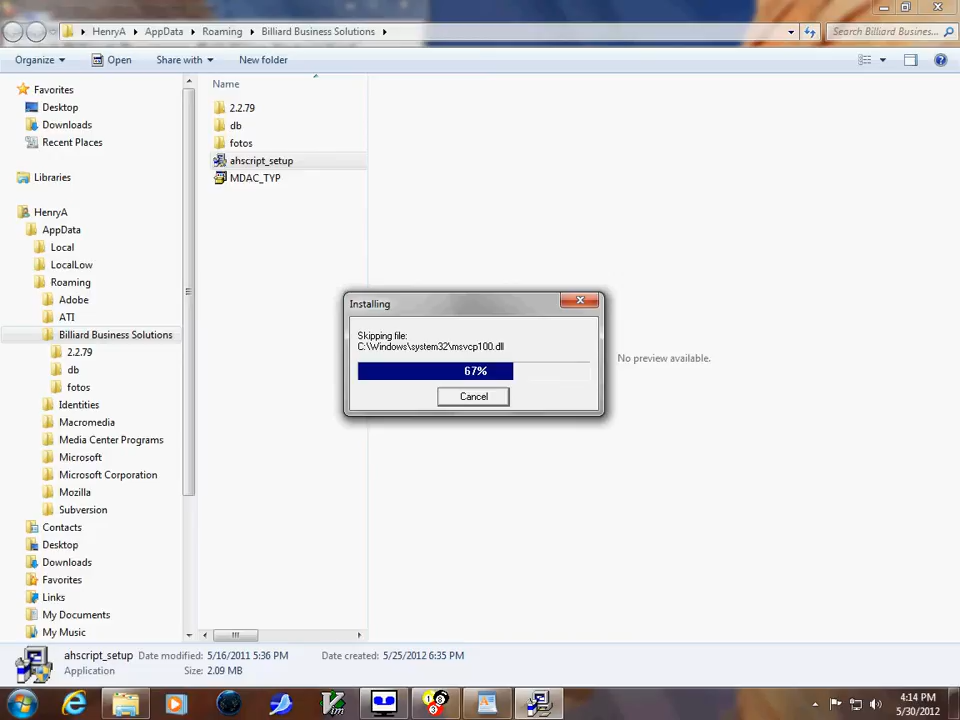 HenryA
AppData
Roaming
Billiard Business Solutions
Search Billiard Busines...
Organize
Open
Share with
New folder
Favorites
Desktop
Downloads
Recent Places
Libraries
HenryA
AppData
Local
LocalLow
Roaming
Adobe
ATI
Billiard Business Solutions
2.2.79
db
fotos
Identities
Macromedia
Media Center Programs
Microsoft
Microsoft Corporation
Mozilla
Subversion
Contacts
Desktop
Downloads
Favorites
Links
My Documents
My Music
Name
2.2.79
db
fotos
ahscript_setup
MDAC_TYP
Installing
Skipping file:
C:\Windows\system32\msvcp100.dll
67%
Cancel
No preview available.
ahscript_setup Date modified: 5/16/2011 5:36 PM Date created: 5/25/2012 6:35 PM
Application Size: 2.09 MB
4:14 PM
5/30/2012